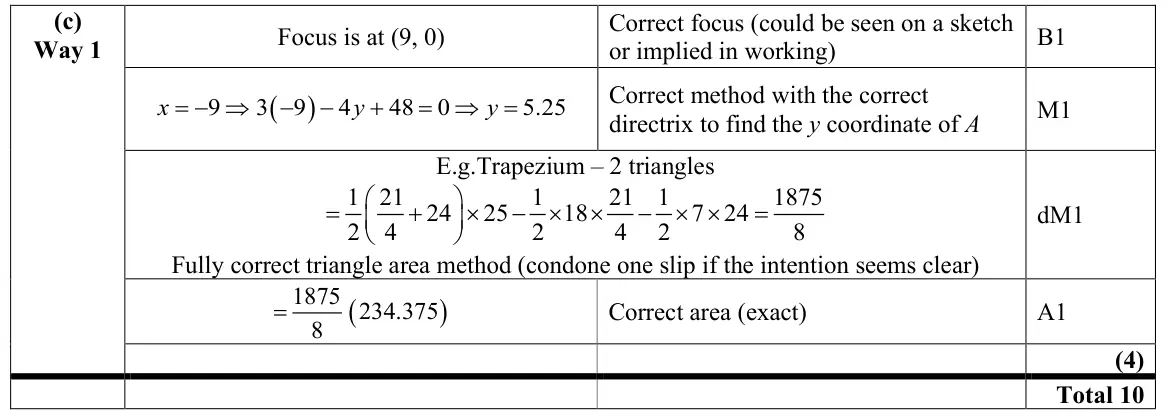 (c)
Way 1
Focus is at (9, 0)
Correct focus (could be seen on a sketch
or implied in working)
B1
x = −9 ⇒ 3(−9) − 4y + 48 = 0 ⇒ y = 5.25
Correct method with the correct
directrix to find the y coordinate of A
M1
E.g.Trapezium – 2 triangles
= 1/2 (21/4 + 24) × 25 − 1/2 × 18 × 21/4 − 1/2 × 7 × 24 = 1875/8
dM1
Fully correct triangle area method (condone one slip if the intention seems clear)
= 1875/8 (234.375)
Correct area (exact)
A1
(4)
Total 10